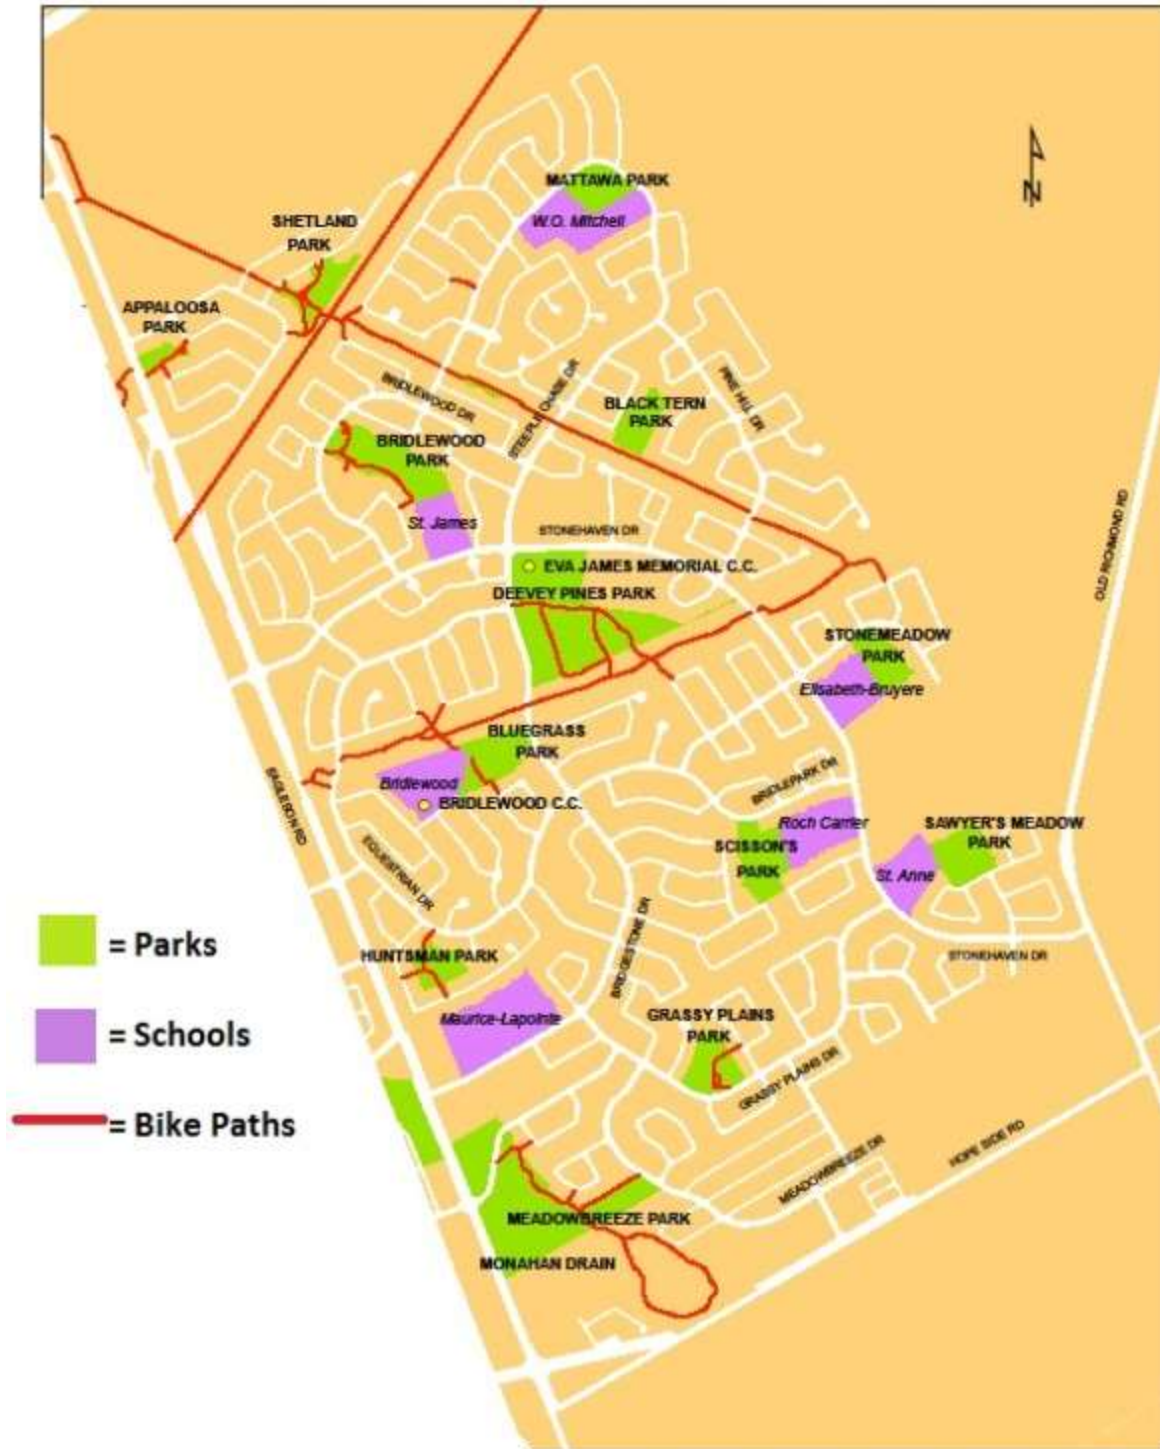 MATTAWA PARK
W.O. Mitchell
SHETLAND
PARK
APPALOOSA
PARK
BRIDLEWOOD DR
STEEPLE CHASE DR
PINE HILL DR
BLACK TERN
PARK
BRIDLEWOOD
PARK
St. James
STONEHAVEN DR
OLD RICHMOND RD
EVA JAMES MEMORIAL C.C.
DEEVEY PINES PARK
STONEMEADOW
PARK
Elisabeth-Bruyere
BLUEGRASS
PARK
EAGLESON RD
Bridlewood
BRIDLEWOOD C.C.
BRIDLEPARK DR
Roch Carrier
SCISSON'S
PARK
SAWYER'S MEADOW
PARK
St. Anne
EQUESTRIAN DR
BRIDGESTONE DR
= Parks
HUNTSMAN PARK
STONEHAVEN DR
Maurice-Lapointe
= Schools
GRASSY PLAINS
PARK
GRASSY PLAINS DR
= Bike Paths
MEADOWBREEZE DR
HOPE SIDE RD
MEADOWBREEZE PARK
MONAHAN DRAIN
N